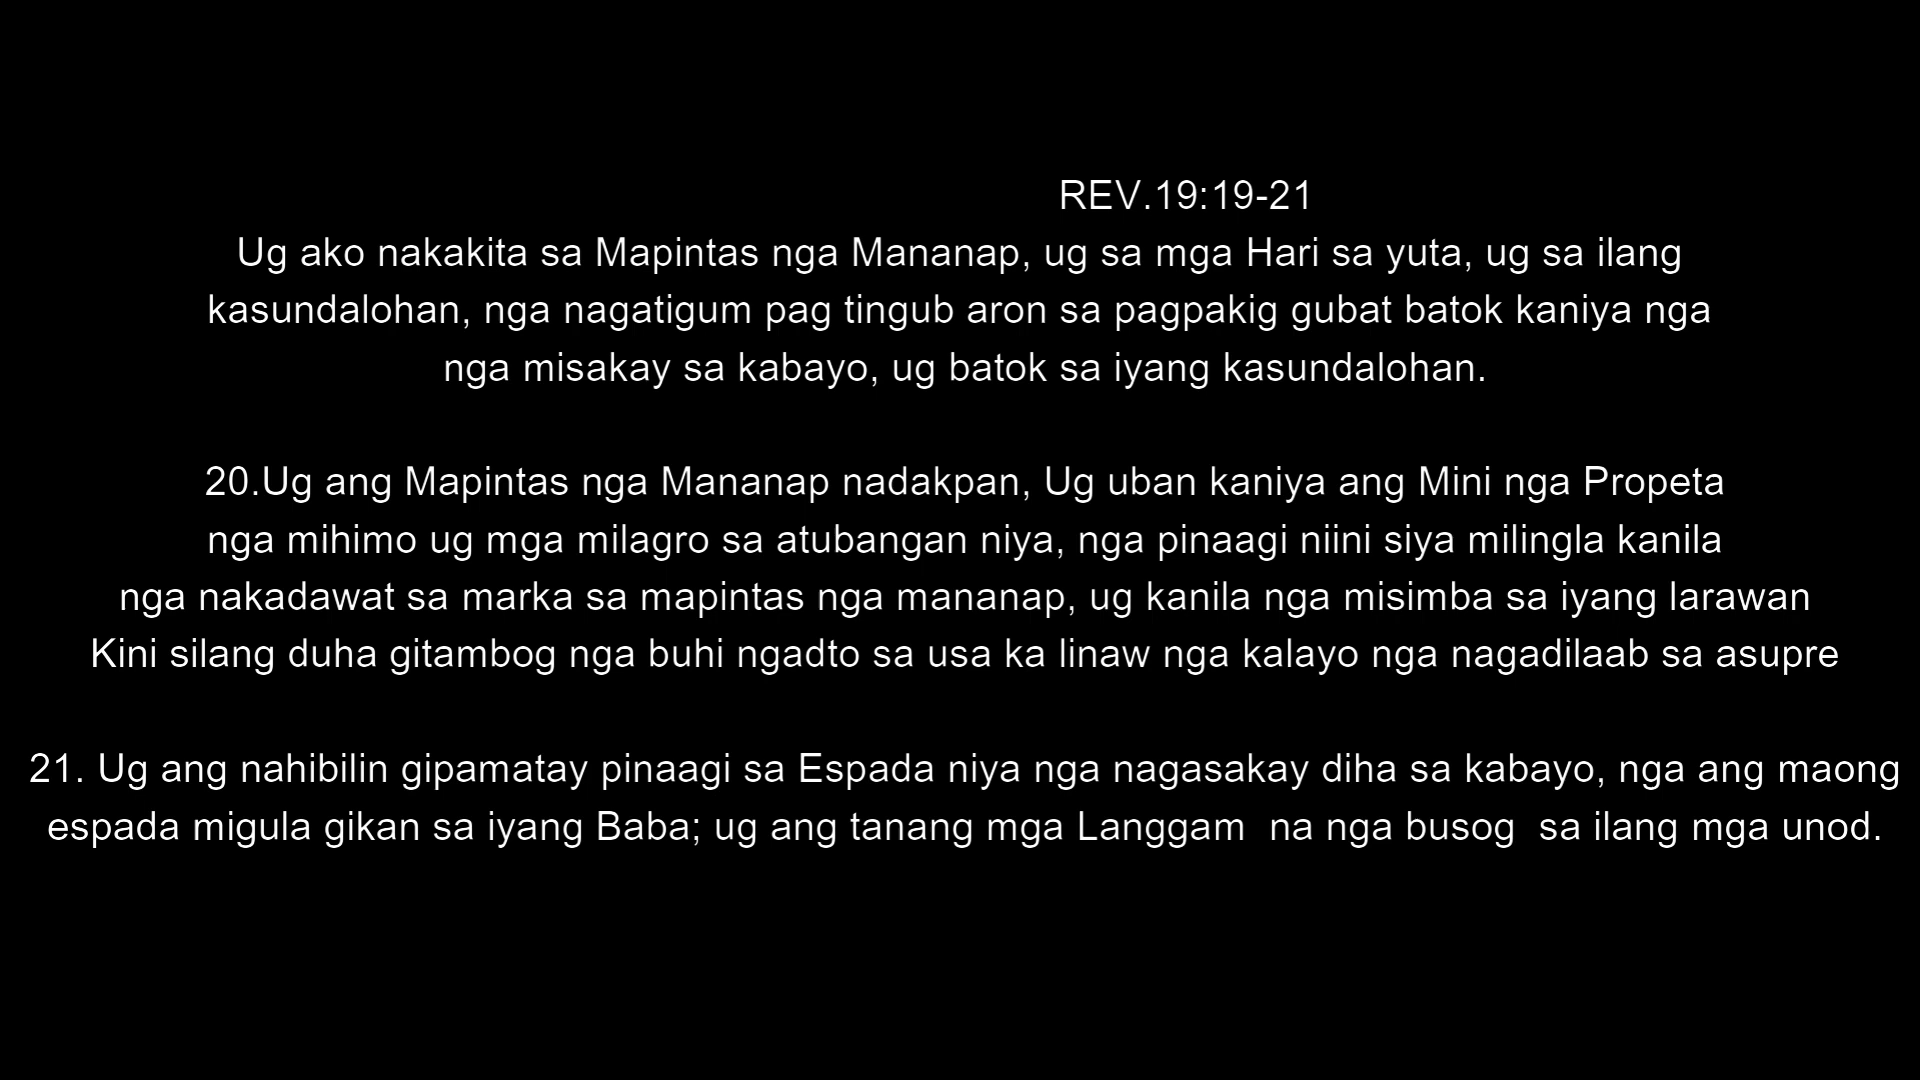 REV.19:19-21
Ug ako nakakita sa Mapintas nga Mananap, ug sa mga Hari sa yuta, ug sa ilang
kasundalohan, nga nagatigum pag tingub aron sa pagpakig gubat batok kaniya nga
nga misakay sa kabayo, ug batok sa iyang kasundalohan.
20.Ug ang Mapintas nga Mananap nadakpan, Ug uban kaniya ang Mini nga Propeta
nga mihimo ug mga milagro sa atubangan niya, nga pinaagi niini siya milingla kanila
nga nakadawat sa marka sa mapintas nga mananap, ug kanila nga misimba sa iyang larawan
Kini silang duha gitambog nga buhi ngadto sa usa ka linaw nga kalayo nga nagadilaab sa asupre
21. Ug ang nahibilin gipamatay pinaagi sa Espada niya nga nagasakay diha sa kabayo, nga ang maong
espada migula gikan sa iyang Baba; ug ang tanang mga Langgam  na nga busog  sa ilang mga unod.